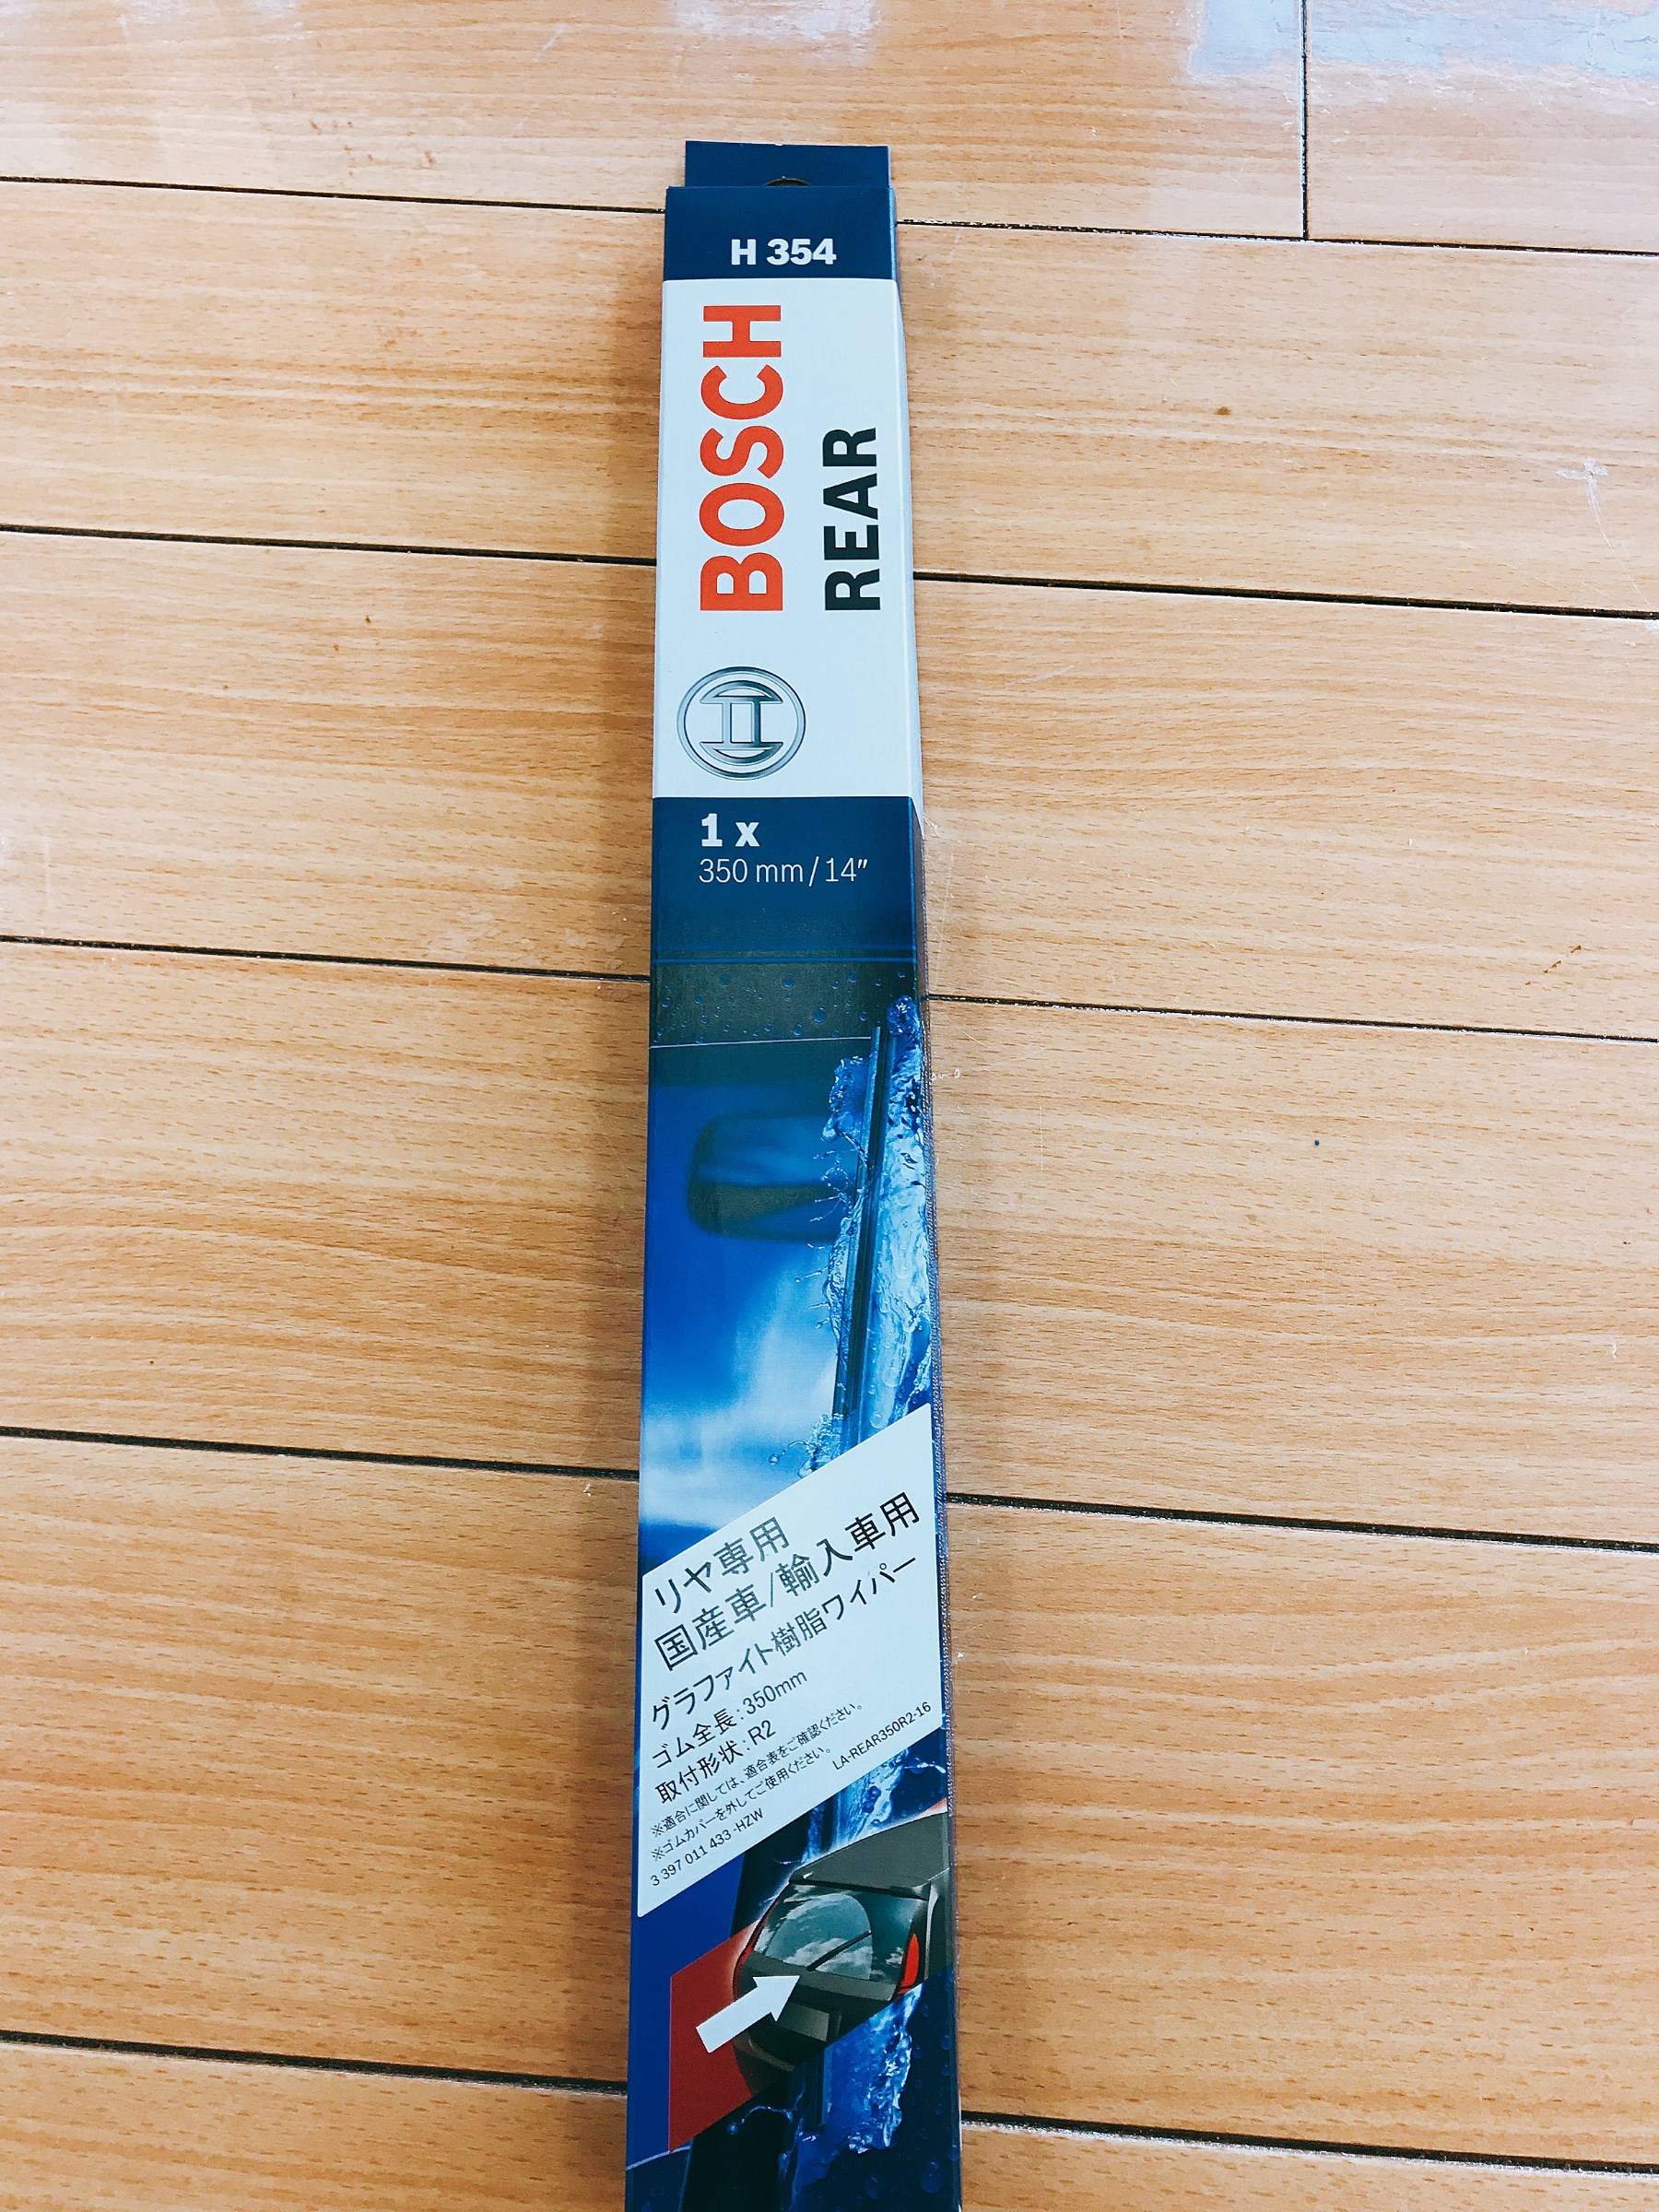 H 354
BOSCH
REAR
1 x
350 mm/14"
リヤ専用
国産車/輸入車用
グラファイト樹脂ワイパー
ゴム全長:350mm
取付形状:R2
※適合に関しては、適合表をご確認ください。
※ゴムカバーを外してご使用ください。
3 397 011 433-HZW
LA-REAR350R2-16